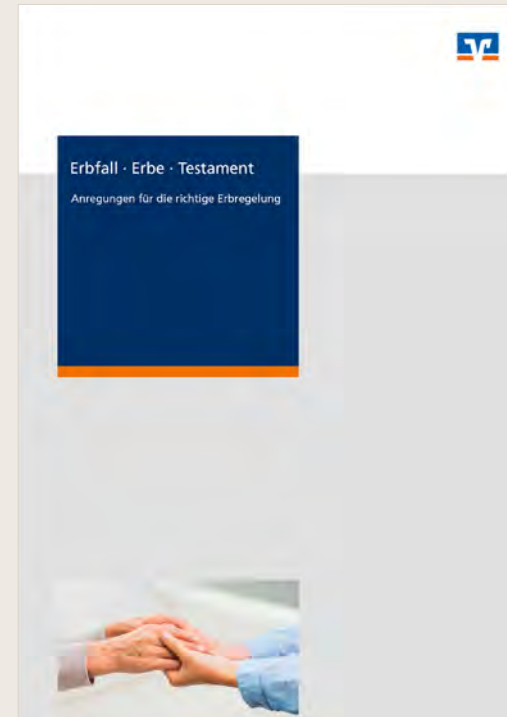 Erbfall · Erbe · Testament
Anregungen für die richtige Erbregelung